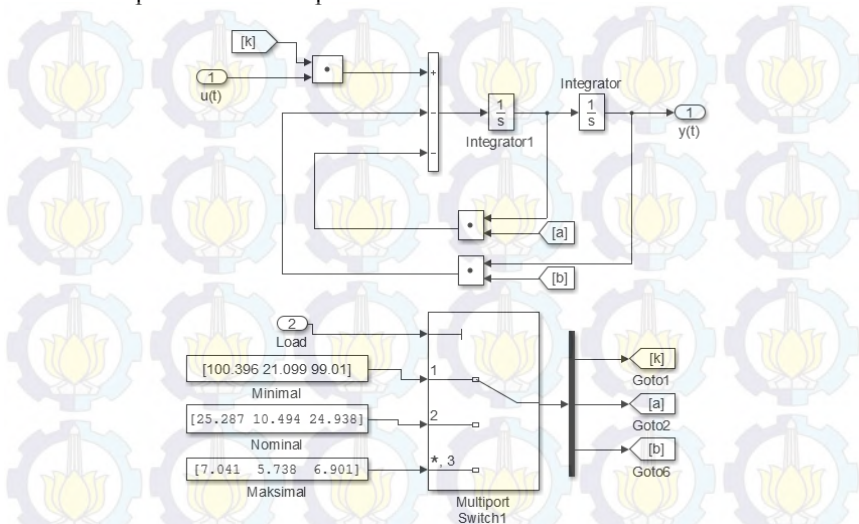 [k]
1
u(t)
+
−
−
1
s
Integrator1
Integrator
1
s
1
y(t)
[a]
[b]
2
Load
[100.396 21.099 99.01]
Minimal
[25.287 10.494 24.938]
Nominal
[7.041 5.738 6.901]
Maksimal
1
2
*, 3
Multiport
Switch1
[k]
Goto1
[a]
Goto2
[b]
Goto6